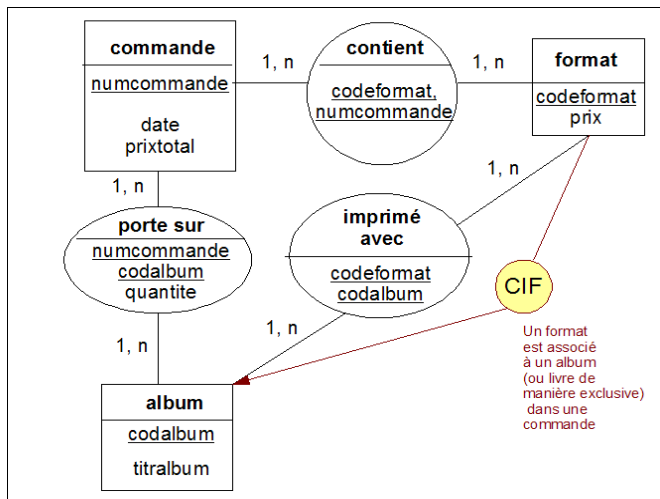 commande
numcommande
date
prixtotal
1, n
contient
codeformat,
numcommande
1, n
format
codeformat
prix
1, n
porte sur
numcommande
codalbum
quantite
1, n
imprimé
avec
codeformat
codalbum
1, n
1, n
CIF
Un format
est associé
à un album
(ou livre de
manière exclusive)
dans une
commande
album
codalbum
titralbum